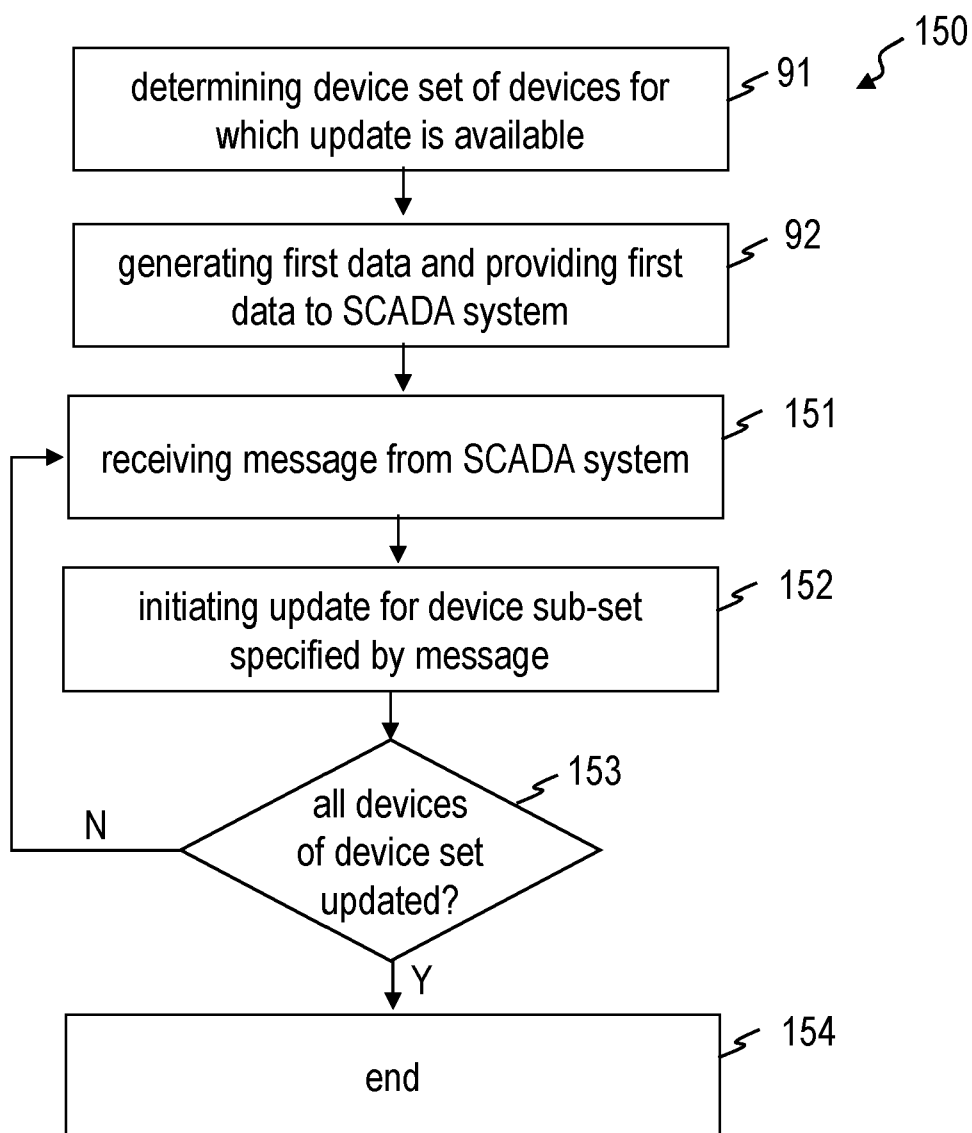 150
determining device set of devices for
which update is available
91
generating first data and providing first
data to SCADA system
92
receiving message from SCADA system
151
initiating update for device sub-set
specified by message
152
all devices
of device set
updated?
153
N
Y
end
154